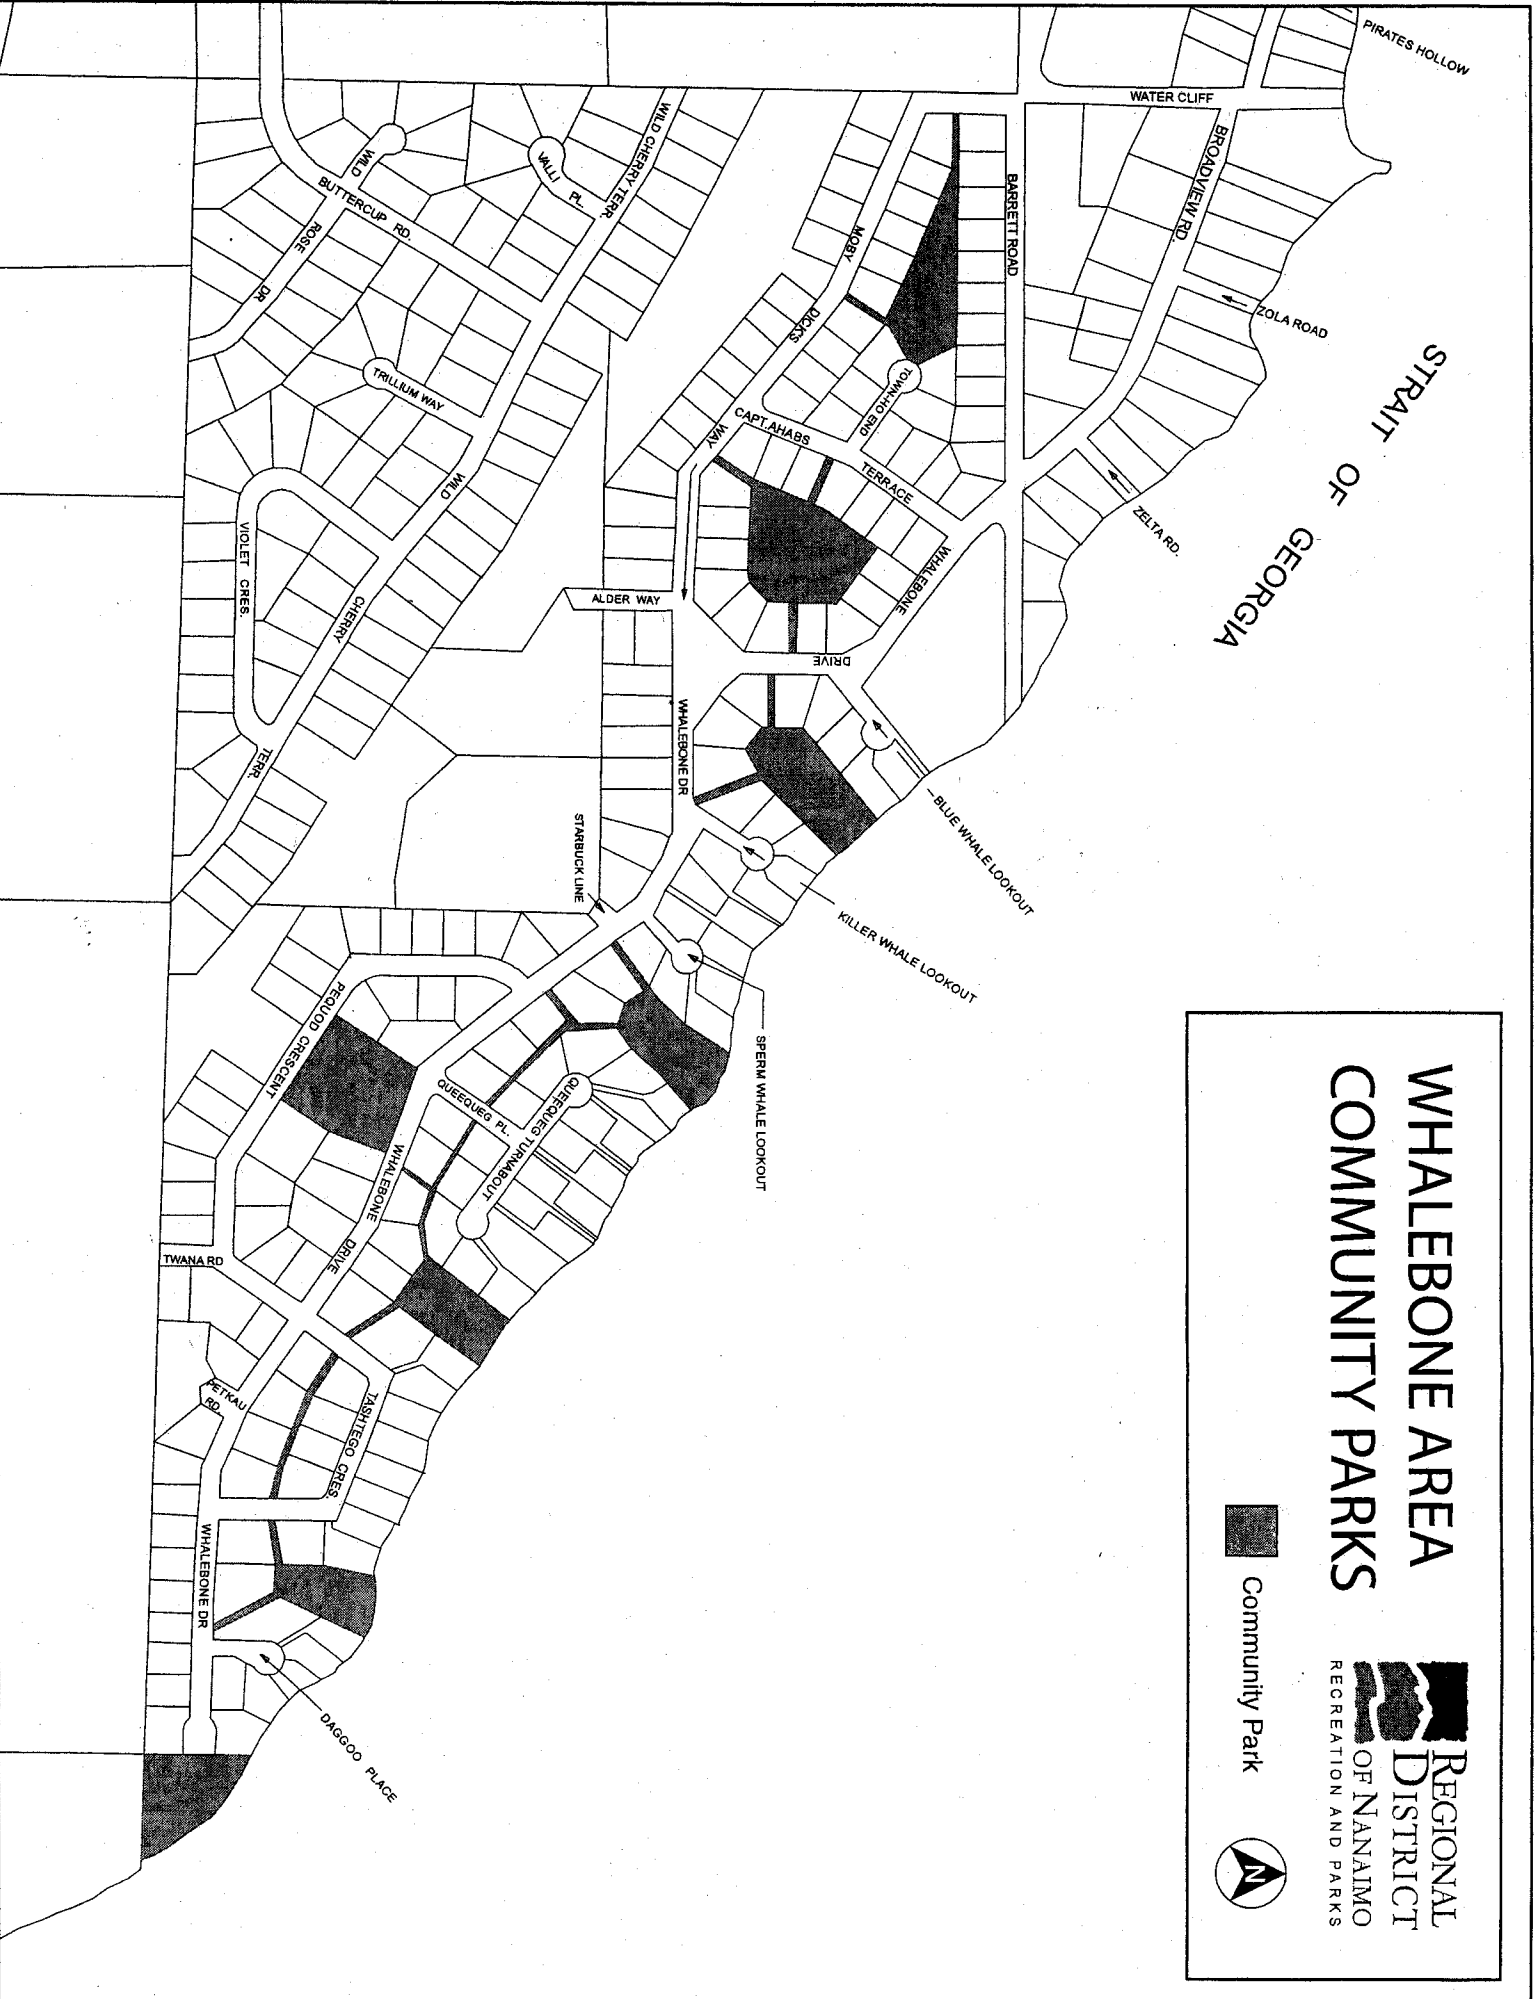 WHALEBONE AREA
COMMUNITY PARKS
REGIONAL
DISTRICT
OF NANAIMO
RECREATION AND PARKS
Community Park
N
STRAIT OF GEORGIA
PIRATES HOLLOW
WATER CLIFF
BROADVIEW RD.
ZOLA ROAD
ZELTA RD.
BARRETT ROAD
MOBY
DICK'S
WAY
TOWN-HO END
CAPT. AHABS
TERRACE
WHALEBONE
DRIVE
ALDER WAY
WHALEBONE DR
BLUE WHALE LOOKOUT
KILLER WHALE LOOKOUT
SPERM WHALE LOOKOUT
STARBUCK LINE
WILD CHERRY TERR.
VALLI PL.
WILD
ROSE
DR
BUTTERCUP RD.
TRILLIUM WAY
WILD
CHERRY
TERR.
VIOLET CRES.
PEQUOD CRESCENT
QUEEQUEG PL.
QUEEQUEG TURNABOUT
WHALEBONE
DRIVE
TWANA RD
PETKAU
RD.
TASHTEGO CRES.
WHALEBONE DR
DAGGOO PLACE